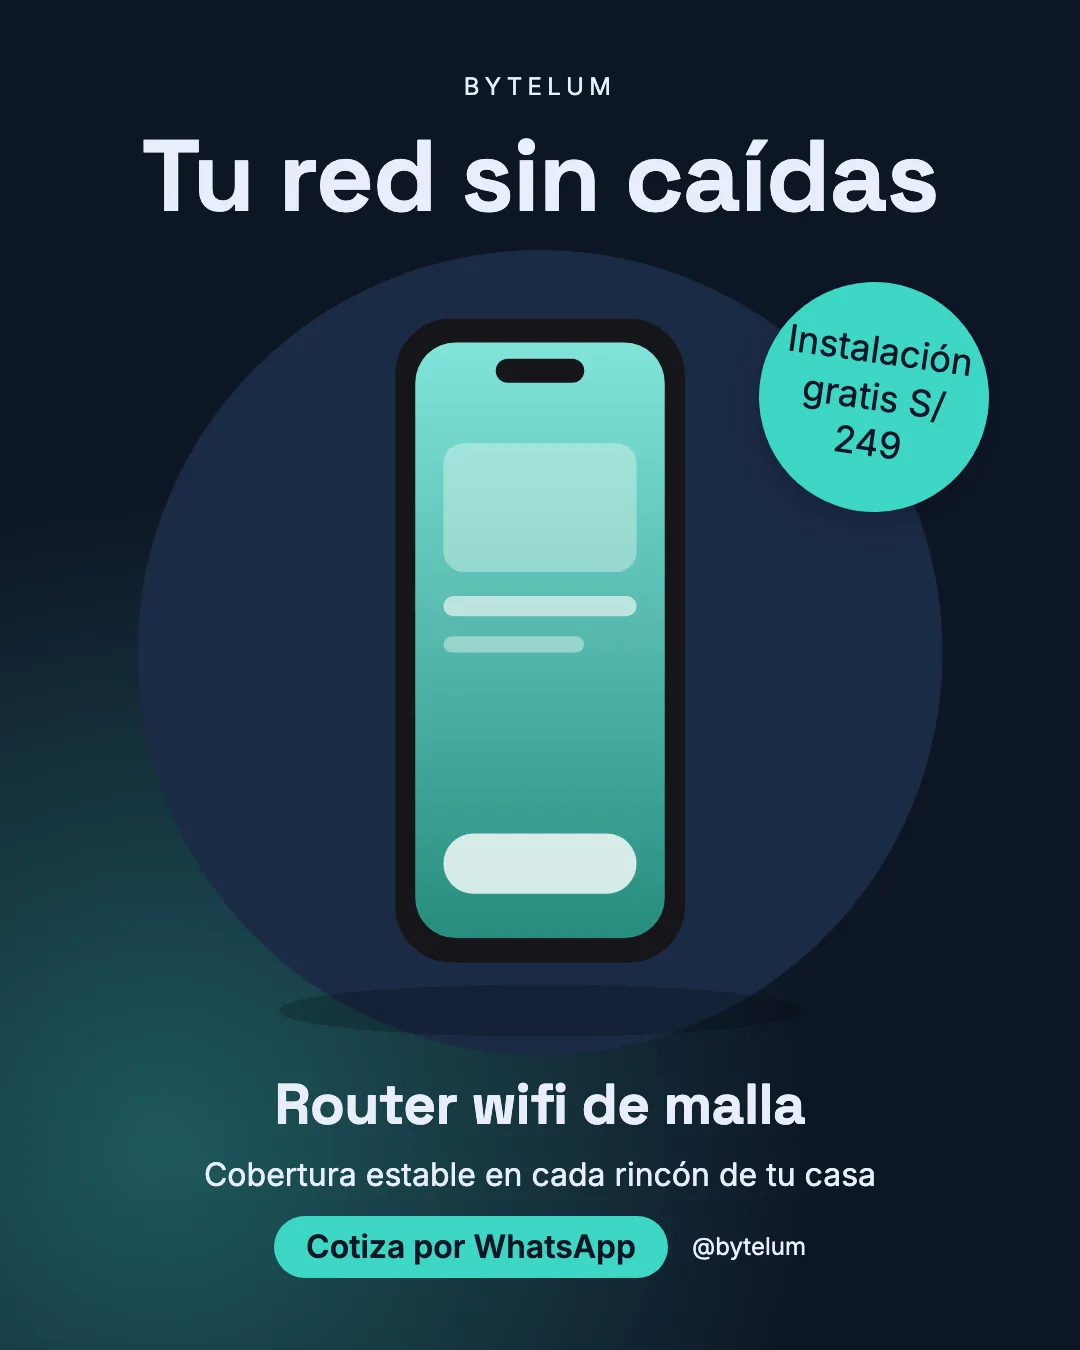 BYTELUM
Tu red sin caídas
Instalación
gratis S/
249
Router wifi de malla
Cobertura estable en cada rincón de tu casa
Cotiza por WhatsApp
@bytelum